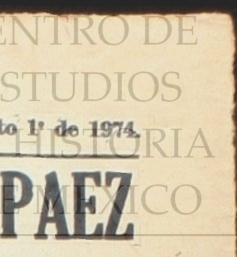 ENTRO DE
STUDIOS
to 1º de 1974.
HISTORIA
PAEZ
E MEXICO